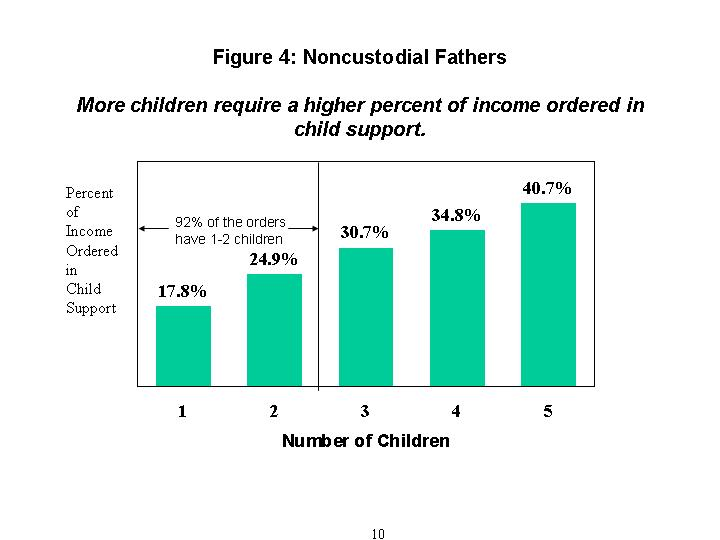 Figure 4: Noncustodial Fathers
More children require a higher percent of income ordered in
child support.
Percent
of
Income
Ordered
in
Child
Support
92% of the orders
have 1-2 children
17.8%
24.9%
30.7%
34.8%
40.7%
1 2 3 4 5
Number of Children
10